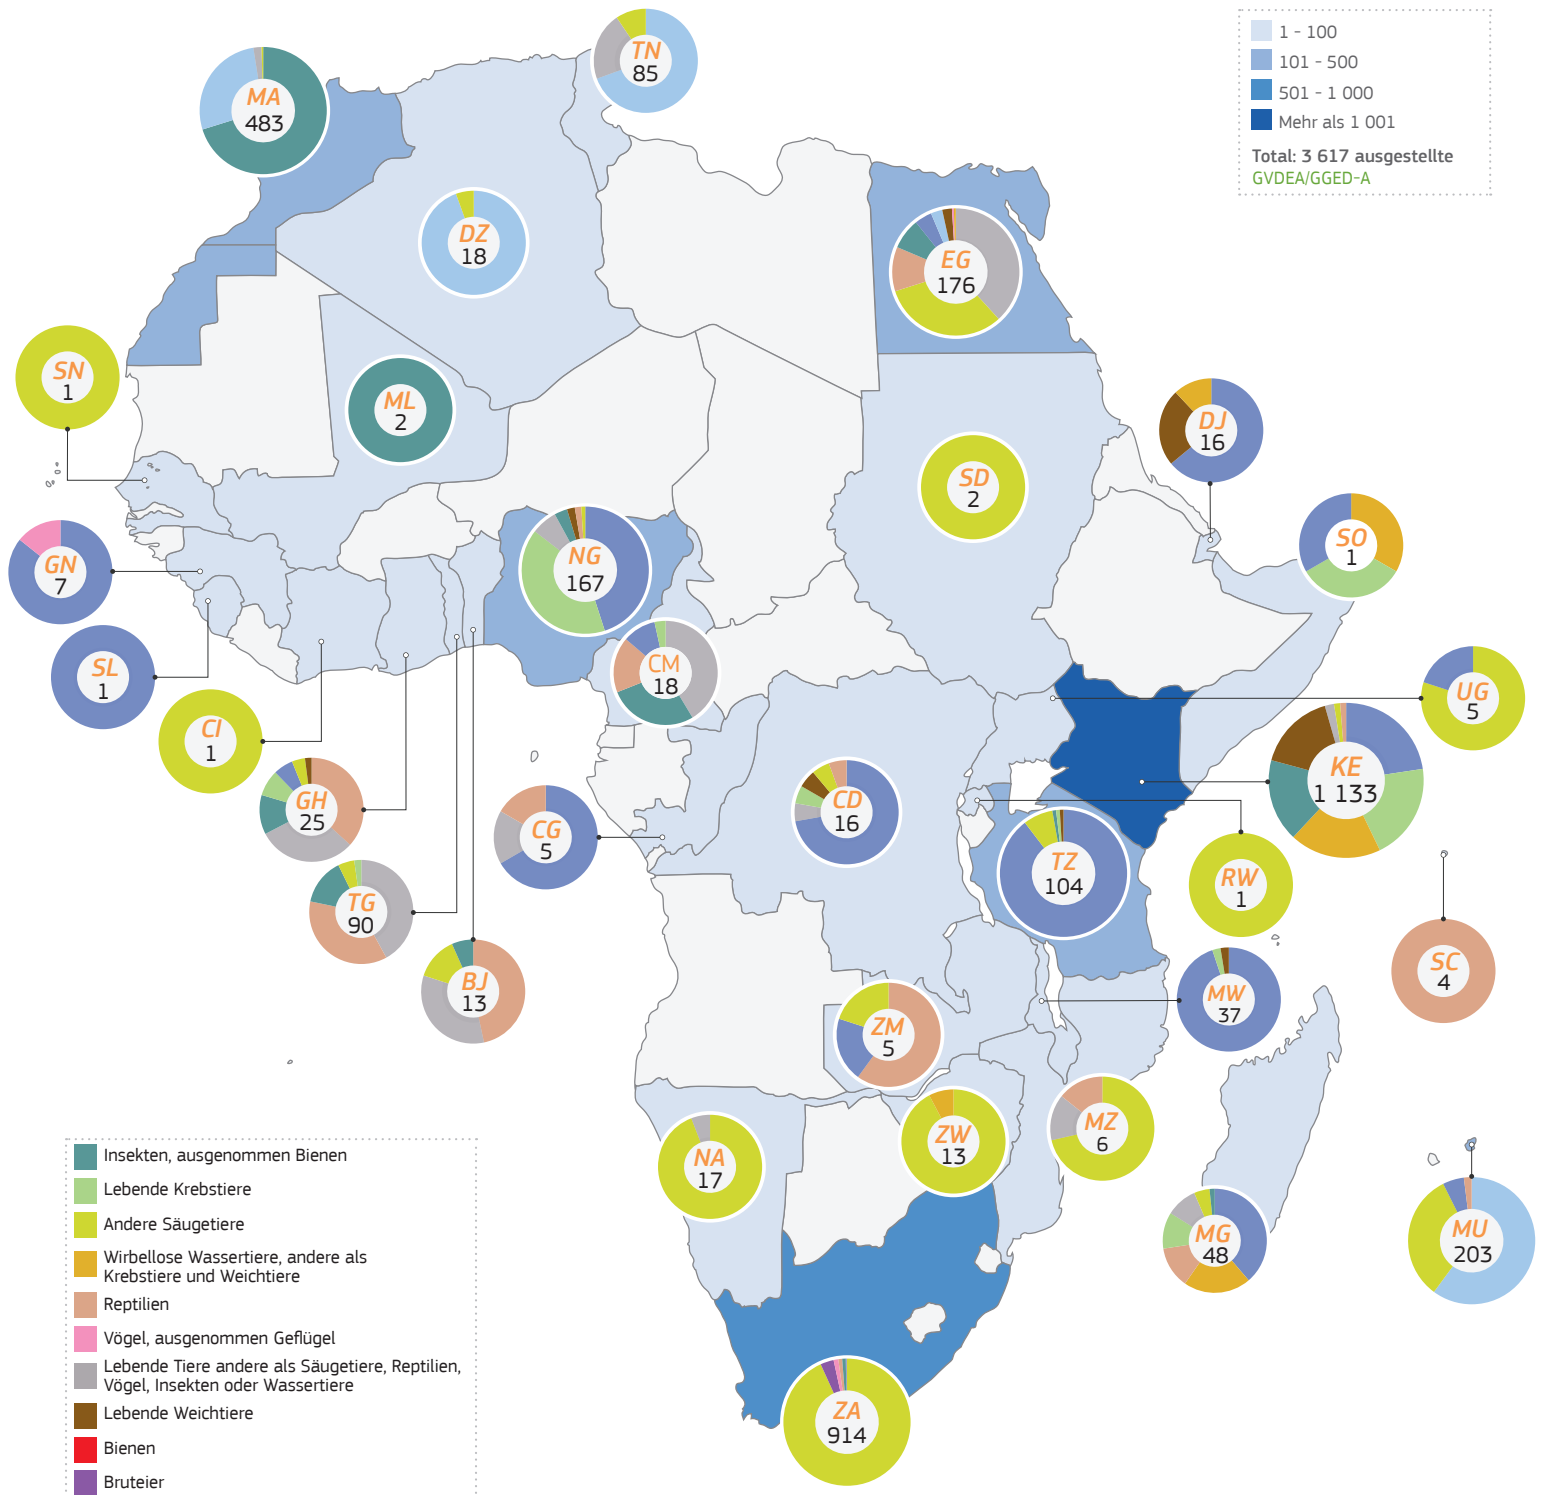 TN
85
MA
483
1 - 100
101 - 500
501 - 1 000
Mehr als 1 001
Total: 3 617 ausgestellte
GVDEA/GGED-A
DZ
18
EG
176
SN
1
ML
2
DJ
16
SD
2
SO
1
GN
7
NG
167
SL
1
CM
18
UG
5
CI
1
KE
1 133
GH
25
CD
16
CG
5
TZ
104
RW
1
TG
90
SC
4
BJ
13
MW
37
ZM
5
MZ
6
ZW
13
NA
17
MG
48
MU
203
ZA
914
Insekten, ausgenommen Bienen
Lebende Krebstiere
Andere Säugetiere
Wirbellose Wassertiere, andere als
Krebstiere und Weichtiere
Reptilien
Vögel, ausgenommen Geflügel
Lebende Tiere andere als Säugetiere, Reptilien,
Vögel, Insekten oder Wassertiere
Lebende Weichtiere
Bienen
Bruteier